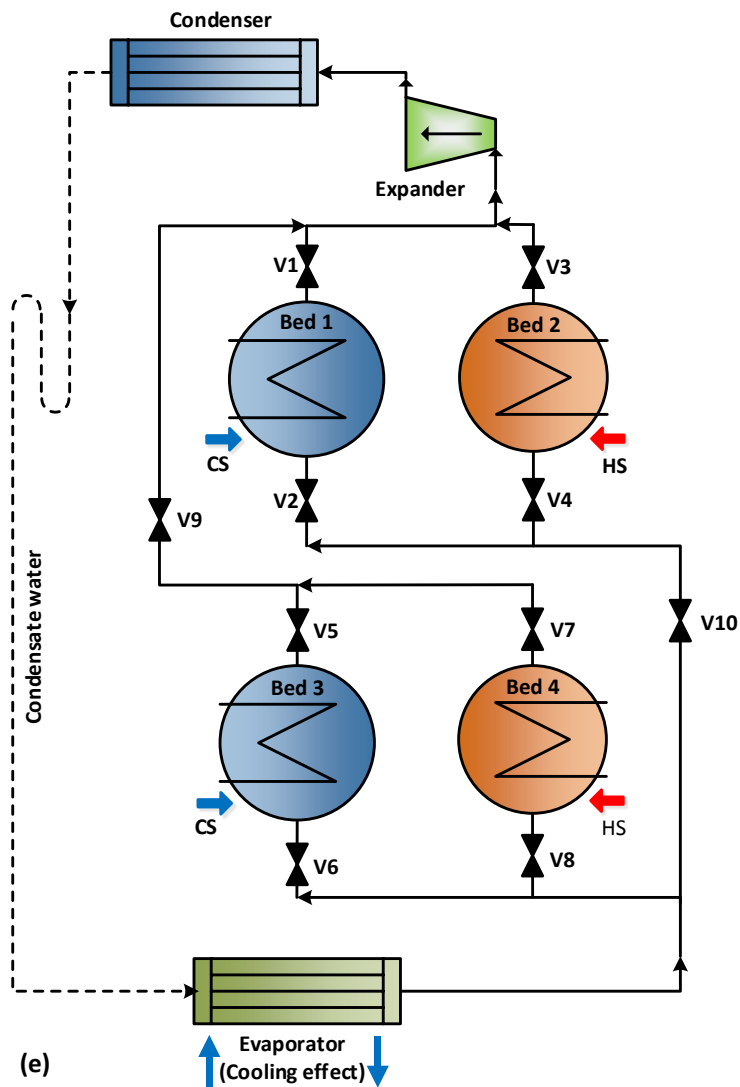 Condenser
Expander
V1
V3
Bed 1
Bed 2
CS
HS
V2
V4
V9
V10
V5
V7
Bed 3
Bed 4
CS
HS
V6
V8
Condensate water
Evaporator
(Cooling effect)
(e)